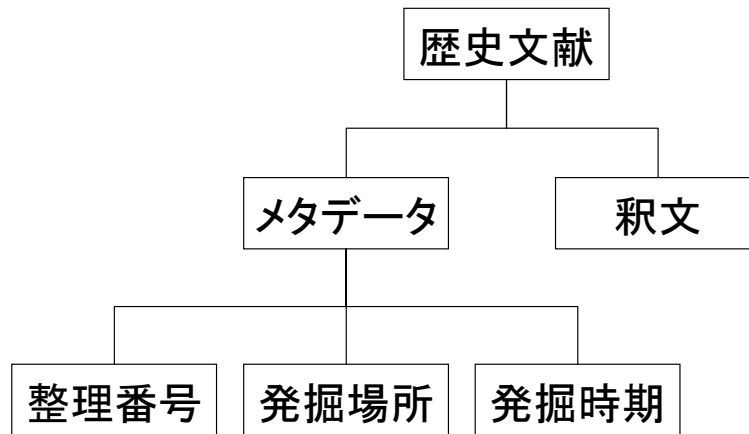 歴史文献
メタデータ
釈文
整理番号
発掘場所
発掘時期